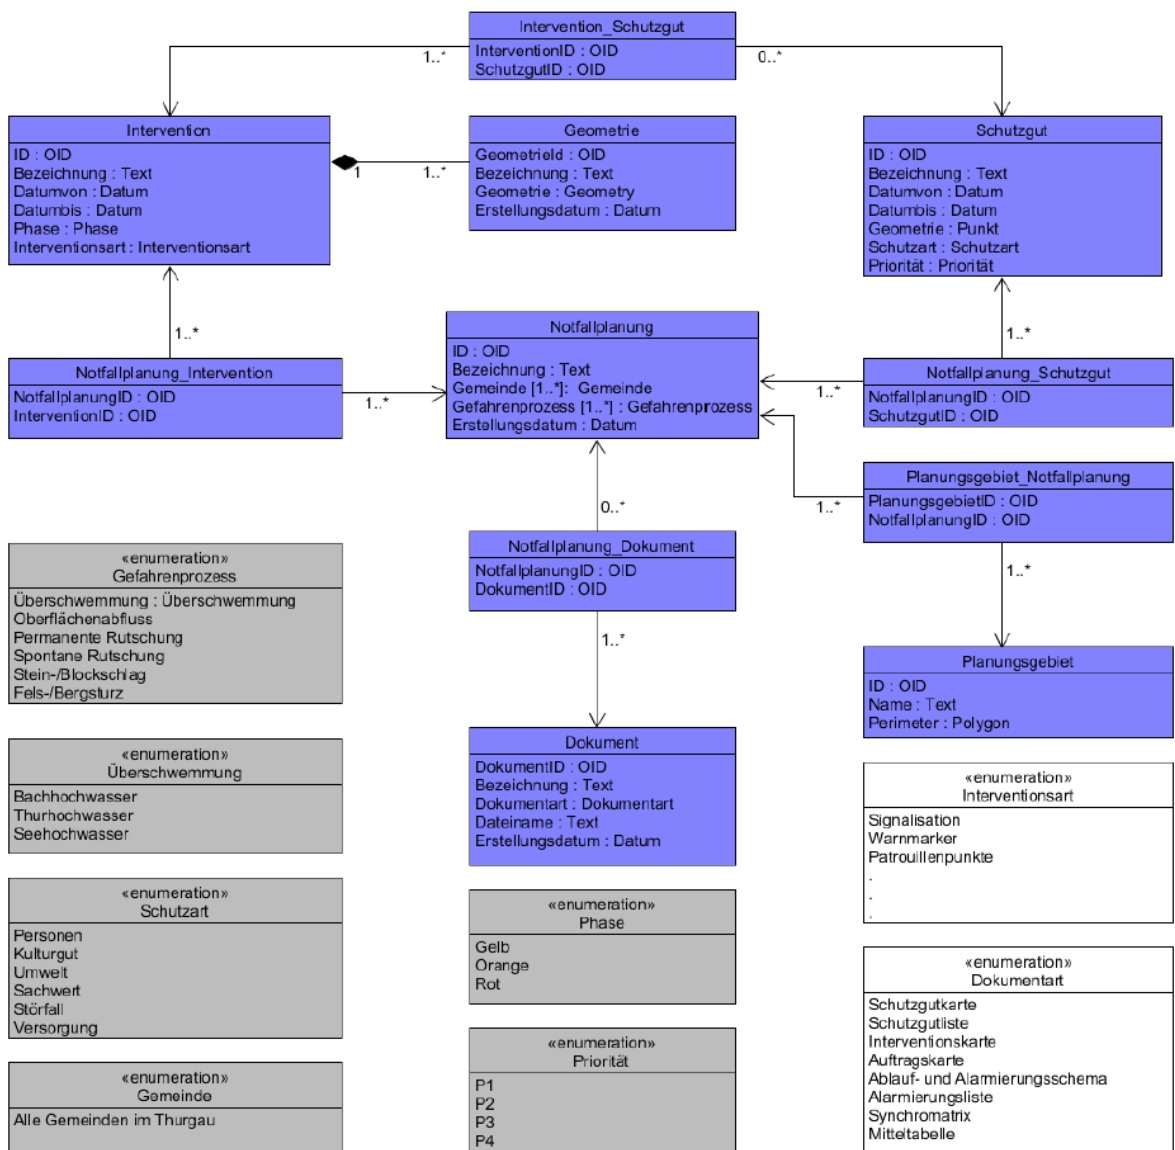 Intervention_Schutzgut
InterventionID : OID
SchutzgutID : OID
1..*
0..*
Intervention
ID : OID
Bezeichnung : Text
Datumvon : Datum
Datumbis : Datum
Phase : Phase
Interventionsart : Interventionsart
1
1..*
Geometrie
GeometrieId : OID
Bezeichnung : Text
Geometrie : Geometry
Erstellungsdatum : Datum
Schutzgut
ID : OID
Bezeichnung : Text
Datumvon : Datum
Datumbis : Datum
Geometrie : Punkt
Schutzart : Schutzart
Priorität : Priorität
1..*
1..*
Notfallplanung
ID : OID
Bezeichnung : Text
Gemeinde [1..*]: Gemeinde
Gefahrenprozess [1..*] : Gefahrenprozess
Erstellungsdatum : Datum
Notfallplanung_Intervention
NotfallplanungID : OID
InterventionID : OID
1..*
1..*
Notfallplanung_Schutzgut
NotfallplanungID : OID
SchutzgutID : OID
Planungsgebiet_Notfallplanung
PlanungsgebietID : OID
NotfallplanungID : OID
1..*
0..*
1..*
Notfallplanung_Dokument
NotfallplanungID : OID
DokumentID : OID
1..*
«enumeration»
Gefahrenprozess
Überschwemmung : Überschwemmung
Oberflächenabfluss
Permanente Rutschung
Spontane Rutschung
Stein-/Blockschlag
Fels-/Bergsturz
Planungsgebiet
ID : OID
Name : Text
Perimeter : Polygon
Dokument
DokumentID : OID
Bezeichnung : Text
Dokumentart : Dokumentart
Dateiname : Text
Erstellungsdatum : Datum
«enumeration»
Überschwemmung
Bachhochwasser
Thurhochwasser
Seehochwasser
«enumeration»
Interventionsart
Signalisation
Warnmarker
Patrouillenpunkte
.
.
.
«enumeration»
Schutzart
Personen
Kulturgut
Umwelt
Sachwert
Störfall
Versorgung
«enumeration»
Phase
Gelb
Orange
Rot
«enumeration»
Dokumentart
Schutzgutkarte
Schutzgutliste
Interventionskarte
Auftragskarte
Ablauf- und Alarmierungsschema
Alarmierungsliste
Synchromatrix
Mitteltabelle
«enumeration»
Priorität
P1
P2
P3
P4
«enumeration»
Gemeinde
Alle Gemeinden im Thurgau